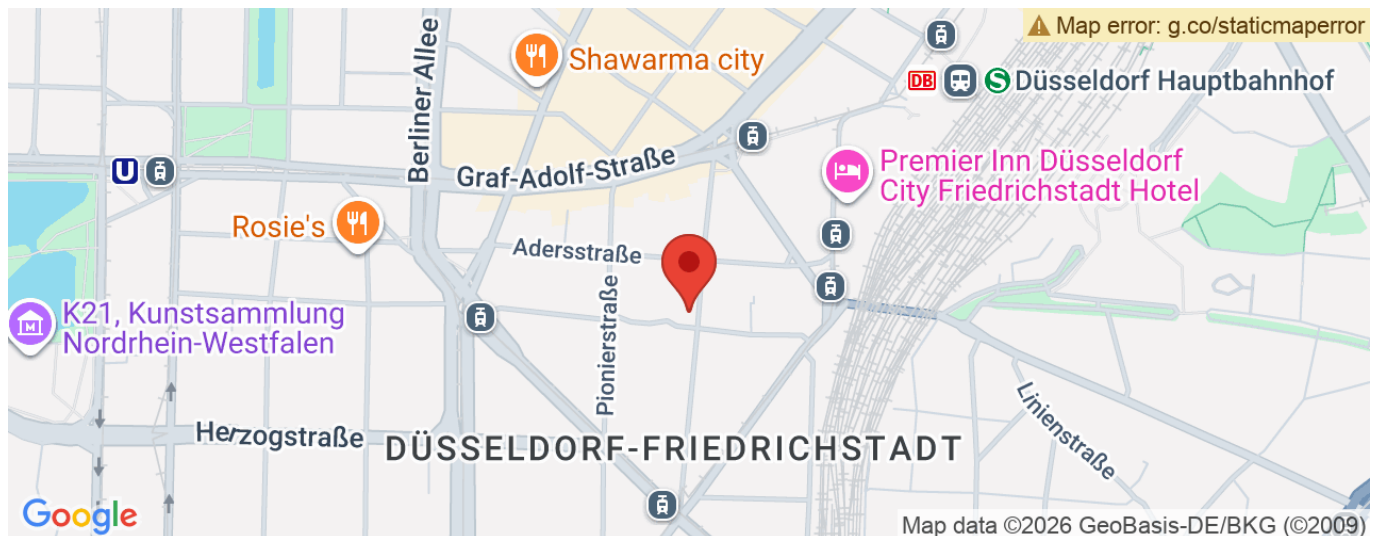 Map error: g.co/staticmaperror
Shawarma city
Berliner Allee
DB
S
Düsseldorf Hauptbahnhof
U
Graf-Adolf-Straße
Premier Inn Düsseldorf
City Friedrichstadt Hotel
Rosie's
Adersstraße
Pionierstraße
K21, Kunstsammlung
Nordrhein-Westfalen
Linienstraße
Herzogstraße
DÜSSELDORF-FRIEDRICHSTADT
Google
Map data ©2026 GeoBasis-DE/BKG (©2009)